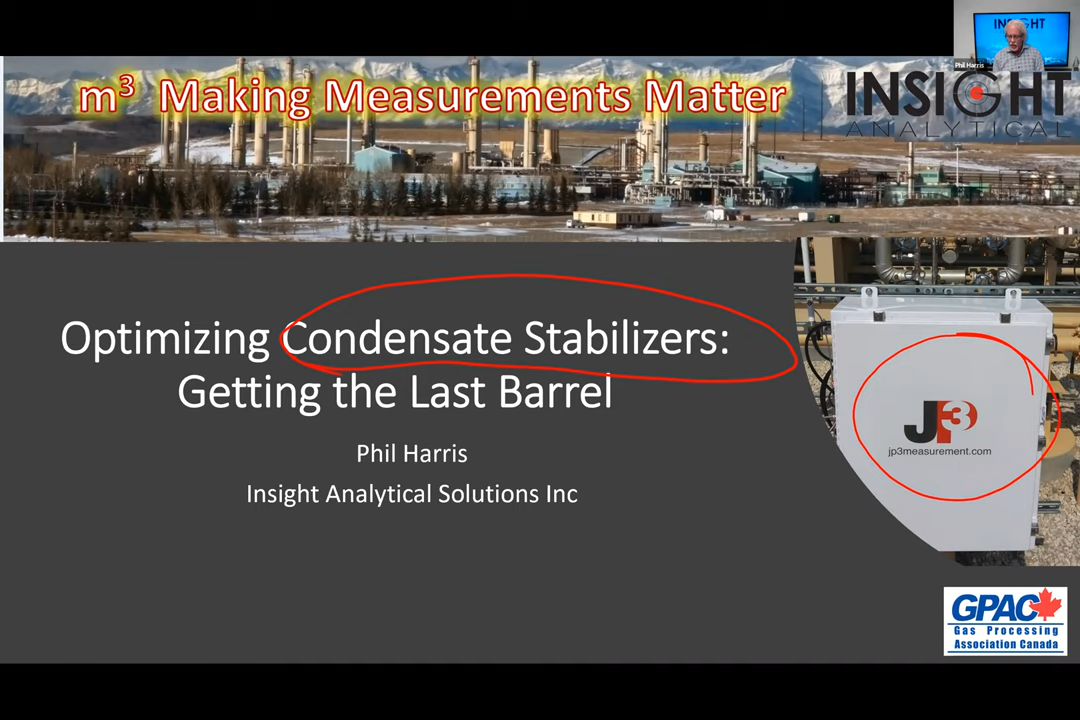 INSIGHT
Phil Harris
m³ Making Measurements Matter
INSIGHT
ANALYTICAL
Optimizing Condensate Stabilizers:
Getting the Last Barrel
Phil Harris
Insight Analytical Solutions Inc
JP3
jp3measurement.com
GPAC
Gas Processing
Association Canada